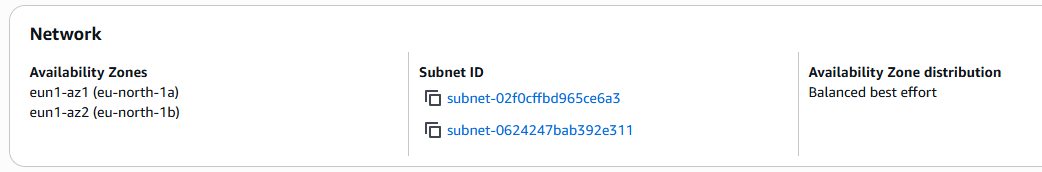 Network
Availability Zones
eun1-az1 (eu-north-1a)
eun1-az2 (eu-north-1b)
Subnet ID
subnet-02f0cffbd965ce6a3
subnet-0624247bab392e311
Availability Zone distribution
Balanced best effort